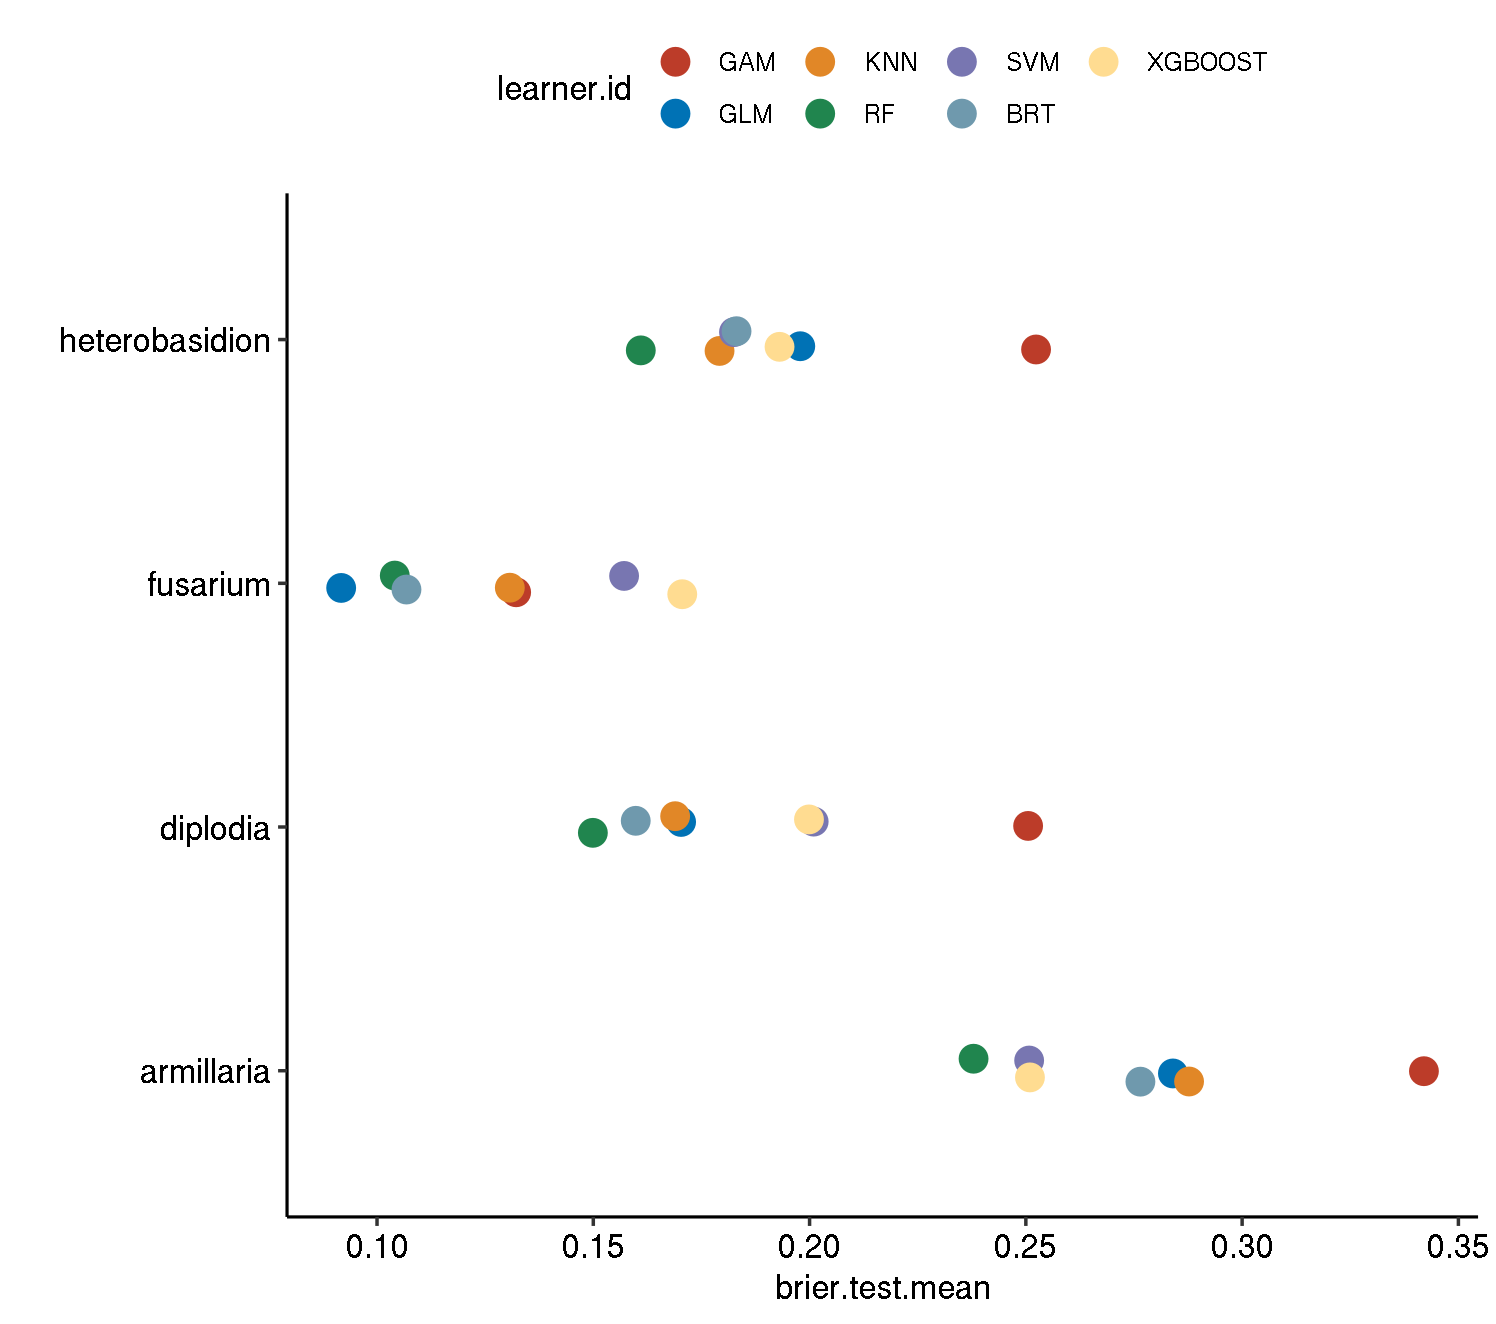 learner.id
GAM KNN SVM XGBOOST
GLM RF BRT
heterobasidion
fusarium
diplodia
armillaria
0.10 0.15 0.20 0.25 0.30 0.35
brier.test.mean